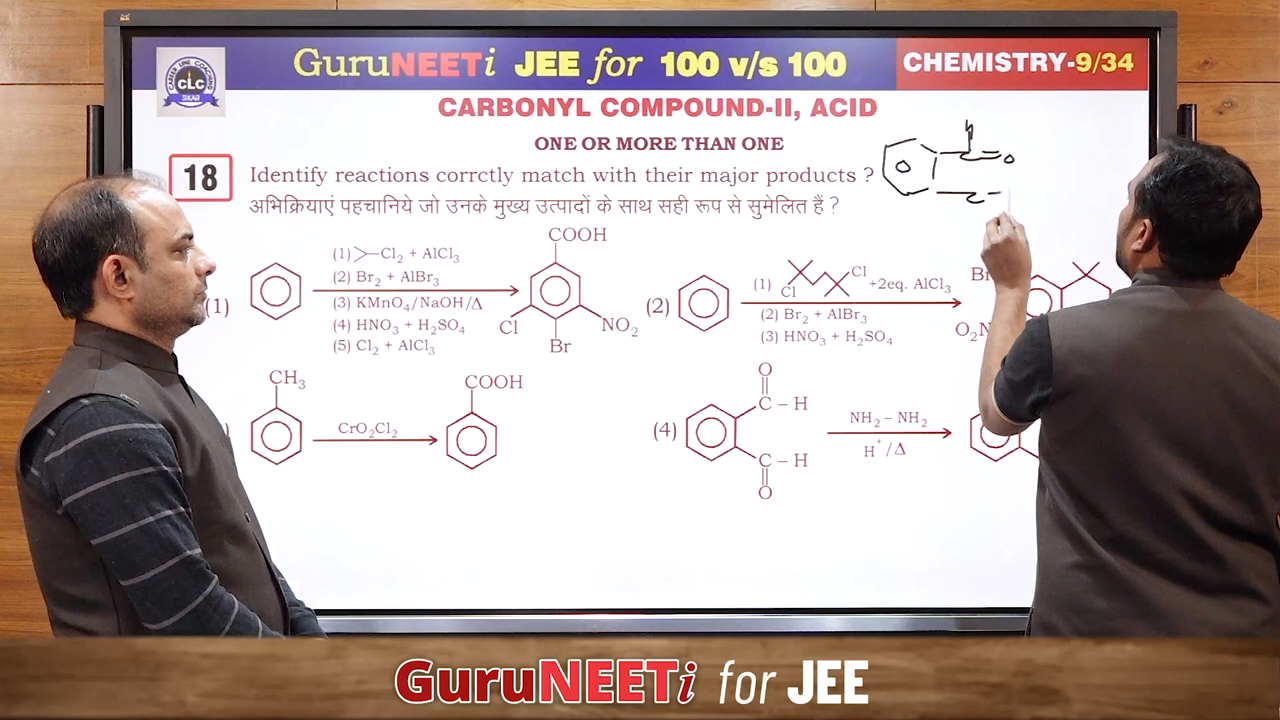 GuruNEETi JEE for 100 v/s 100
CHEMISTRY-9/34
CLC
SIKAR
CARBONYL COMPOUND-II, ACID
ONE OR MORE THAN ONE
18
Identify reactions corrctly match with their major products ?
अभिक्रियाएं पहचानिये जो उनके मुख्य उत्पादों के साथ सही रूप से सुमेलित हैं ?
H
C=O
C-
(1)
(1) Cl₂ + AlCl₃
(2) Br₂ + AlBr₃
(3) KMnO₄/NaOH/Δ
(4) HNO₃ + H₂SO₄
(5) Cl₂ + AlCl₃
COOH
Cl
NO₂
Br
(2)
(1)
Cl
Cl
+2eq. AlCl₃
(2) Br₂ + AlBr₃
(3) HNO₃ + H₂SO₄
Br
O₂N
)
CH₃
CrO₂Cl₂
COOH
(4)
O
C – H
C – H
O
NH₂ – NH₂
H⁺/Δ
GuruNEETi for JEE